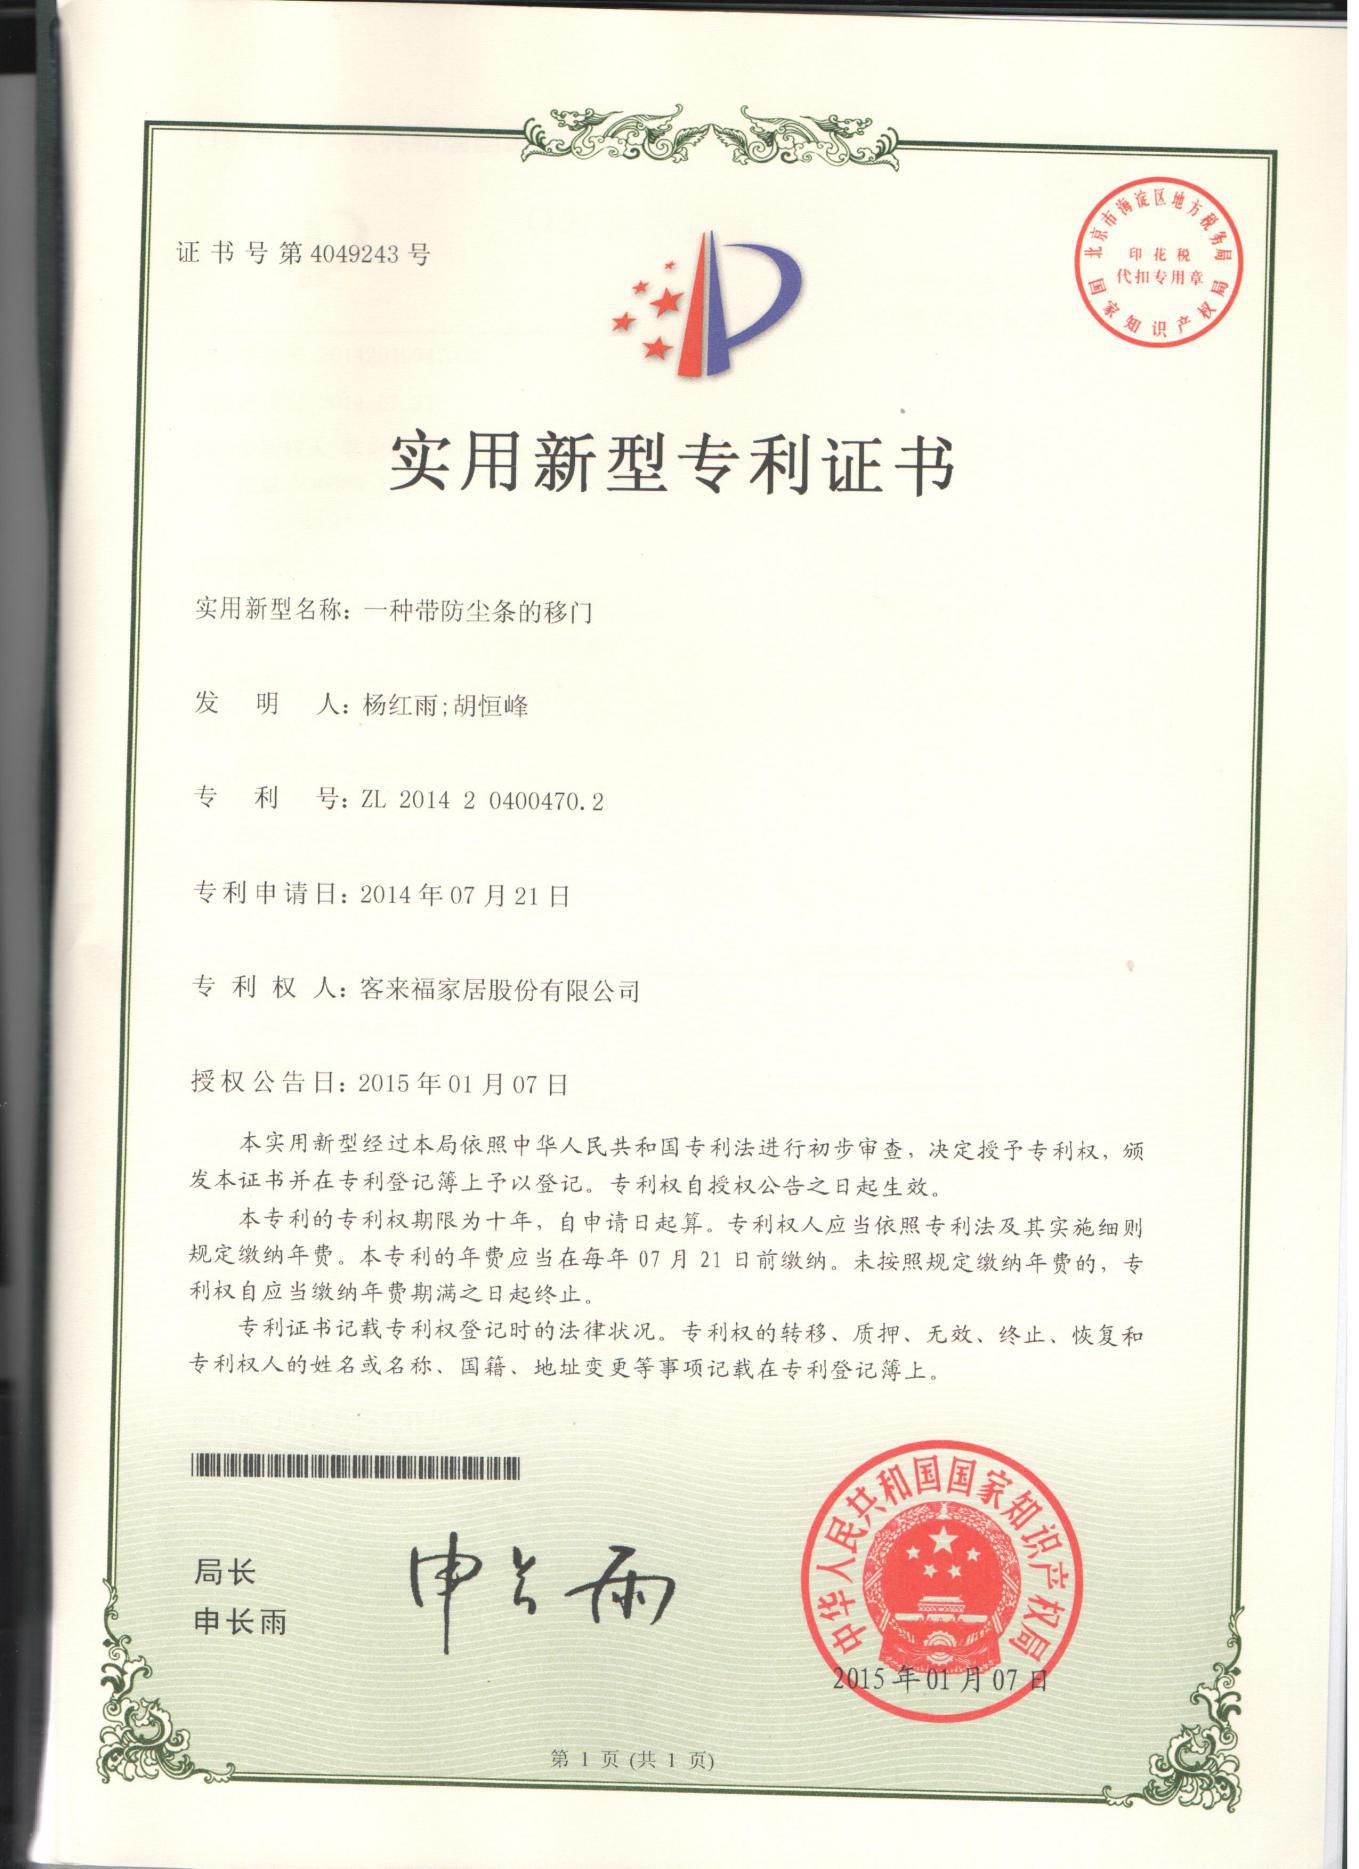 证书号第4049243号
北京市海淀区地方税务局
印花税
代扣专用章
国家知识产权局
实用新型专利证书
实用新型名称：一种带防尘条的移门
发明人：杨红雨;胡恒峰
专利号：ZL 2014 2 0400470.2
专利申请日：2014年07月21日
专利权人：客来福家居股份有限公司
授权公告日：2015年01月07日
本实用新型经过本局依照中华人民共和国专利法进行初步审查，决定授予专利权，颁
发本证书并在专利登记簿上予以登记。专利权自授权公告之日起生效。
本专利的专利权期限为十年，自申请日起算。专利权人应当依照专利法及其实施细则
规定缴纳年费。本专利的年费应当在每年07月21日前缴纳。未按照规定缴纳年费的，专
利权自应当缴纳年费期满之日起终止。
专利证书记载专利权登记时的法律状况。专利权的转移、质押、无效、终止、恢复和
专利权人的姓名或名称、国籍、地址变更等事项记载在专利登记簿上。
局长
申长雨
申长雨
中华人民共和国国家知识产权局
2015年01月07日
第1页(共1页)